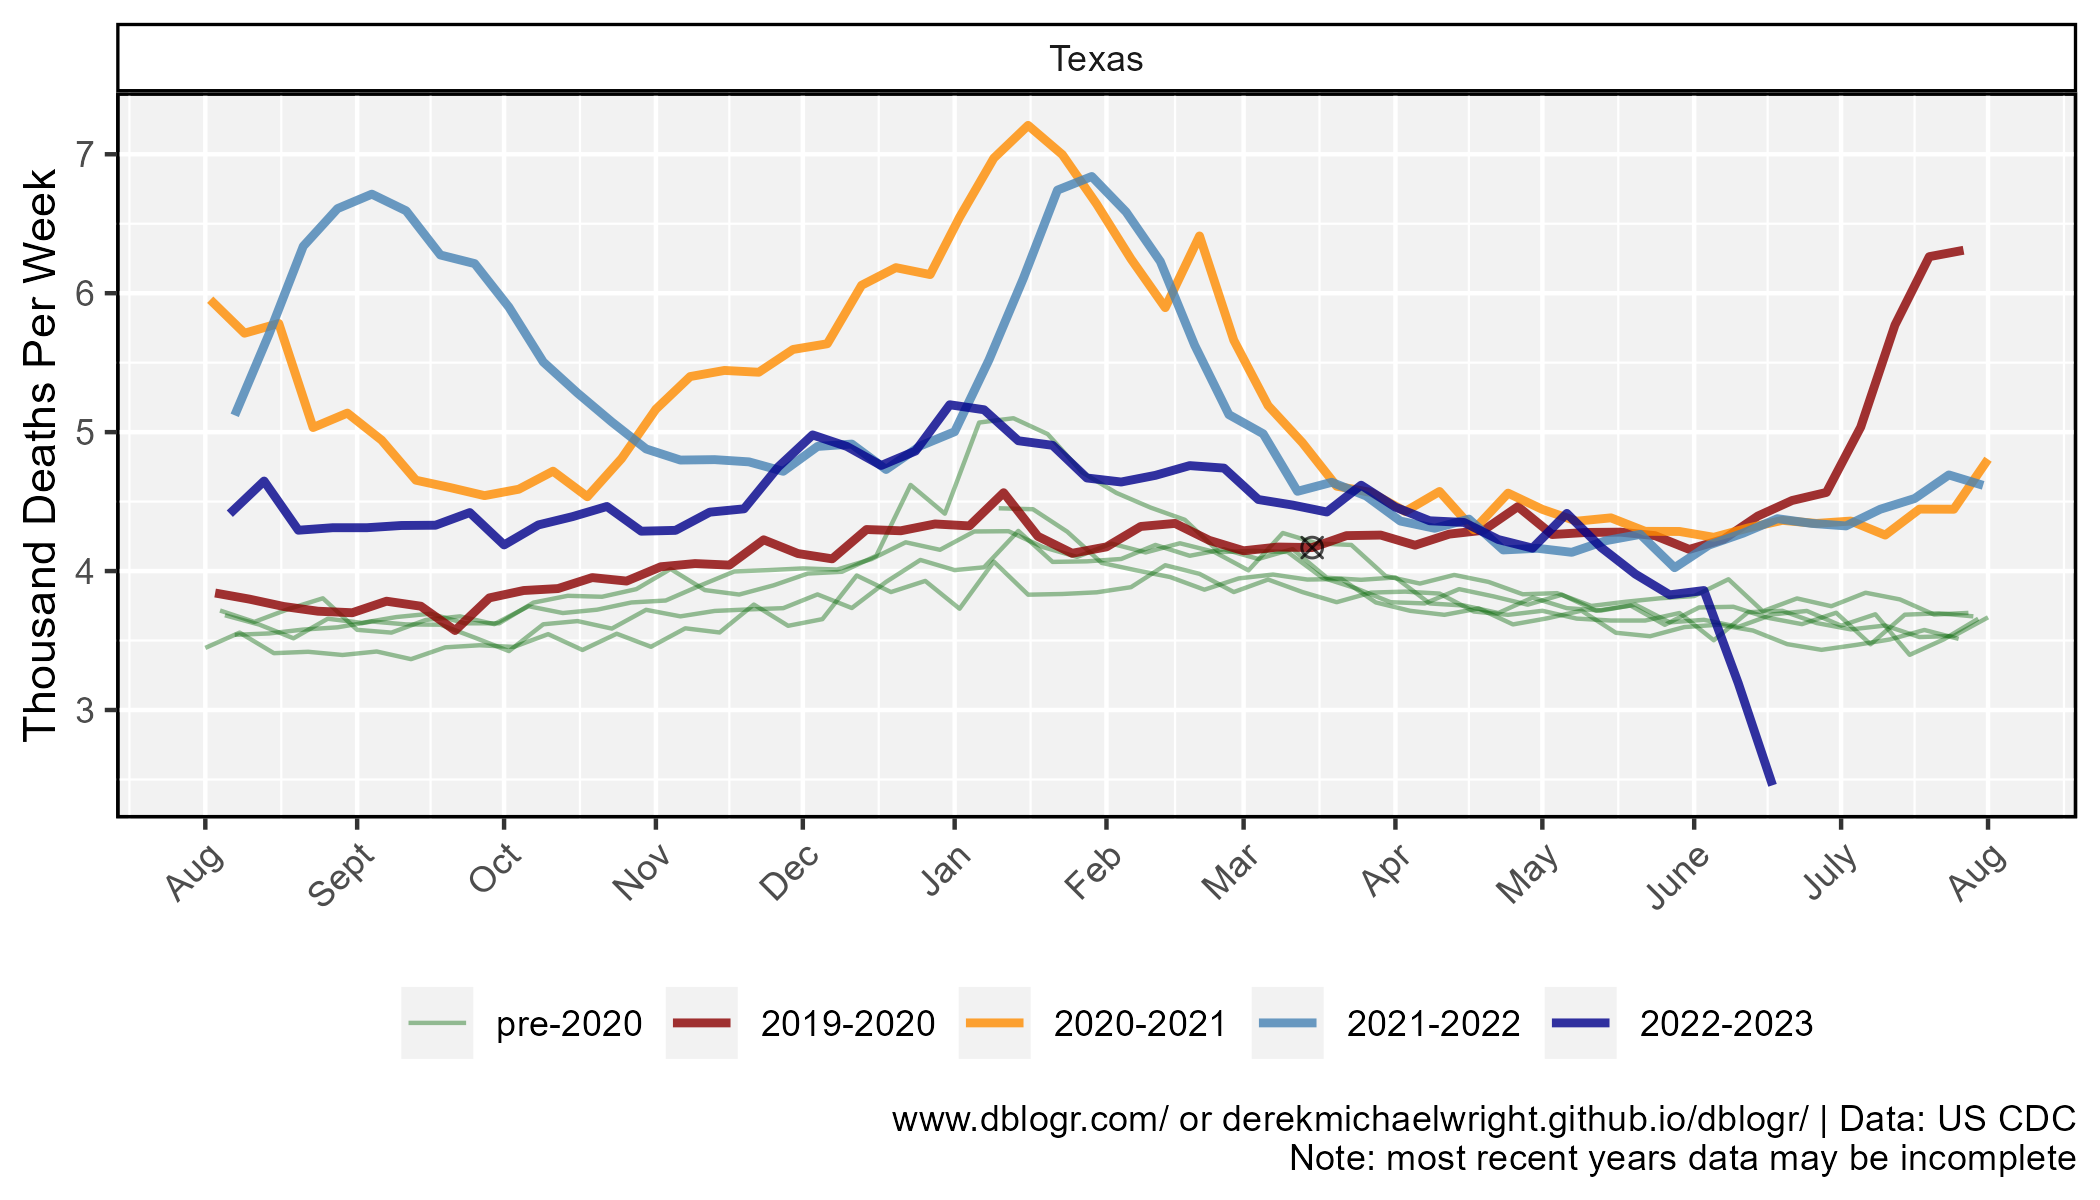 Texas
Thousand Deaths Per Week
7
6
5
4
3
Aug
Sept
Oct
Nov
Dec
Jan
Feb
Mar
Apr
May
June
July
Aug
pre-2020
2019-2020
2020-2021
2021-2022
2022-2023
www.dblogr.com/ or derekmichaelwright.github.io/dblogr/ | Data: US CDC
Note: most recent years data may be incomplete